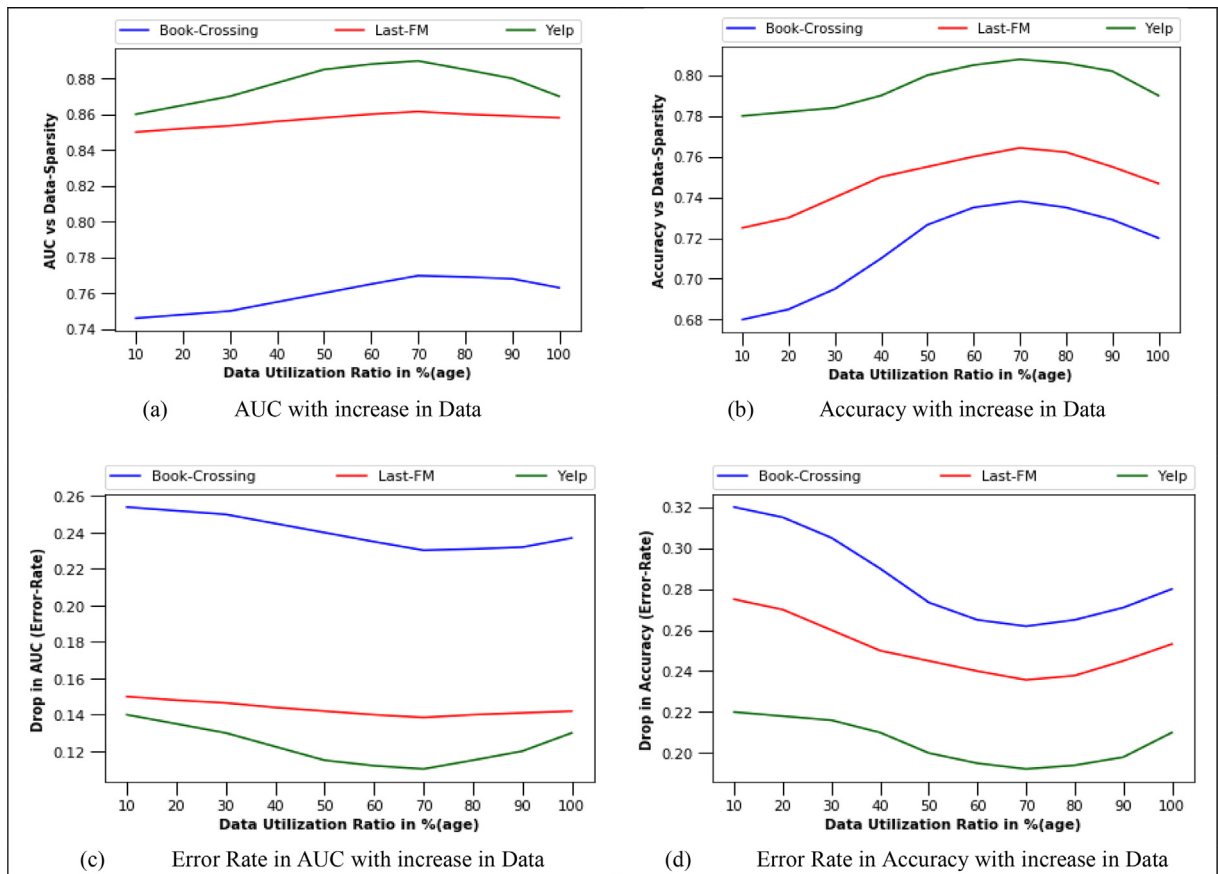 Book-Crossing Last-FM Yelp
AUC vs Data-Sparsity
0.88
0.86
0.84
0.82
0.80
0.78
0.76
0.74
10 20 30 40 50 60 70 80 90 100
Data Utilization Ratio in %(age)
(a) AUC with increase in Data
Book-Crossing Last-FM Yelp
Accuracy vs Data-Sparsity
0.80
0.78
0.76
0.74
0.72
0.70
0.68
10 20 30 40 50 60 70 80 90 100
Data Utilization Ratio in %(age)
(b) Accuracy with increase in Data
Book-Crossing Last-FM Yelp
Drop in AUC (Error-Rate)
0.26
0.24
0.22
0.20
0.18
0.16
0.14
0.12
10 20 30 40 50 60 70 80 90 100
Data Utilization Ratio in %(age)
(c) Error Rate in AUC with increase in Data
Book-Crossing Last-FM Yelp
Drop in Accuracy (Error-Rate)
0.32
0.30
0.28
0.26
0.24
0.22
0.20
10 20 30 40 50 60 70 80 90 100
Data Utilization Ratio in %(age)
(d) Error Rate in Accuracy with increase in Data